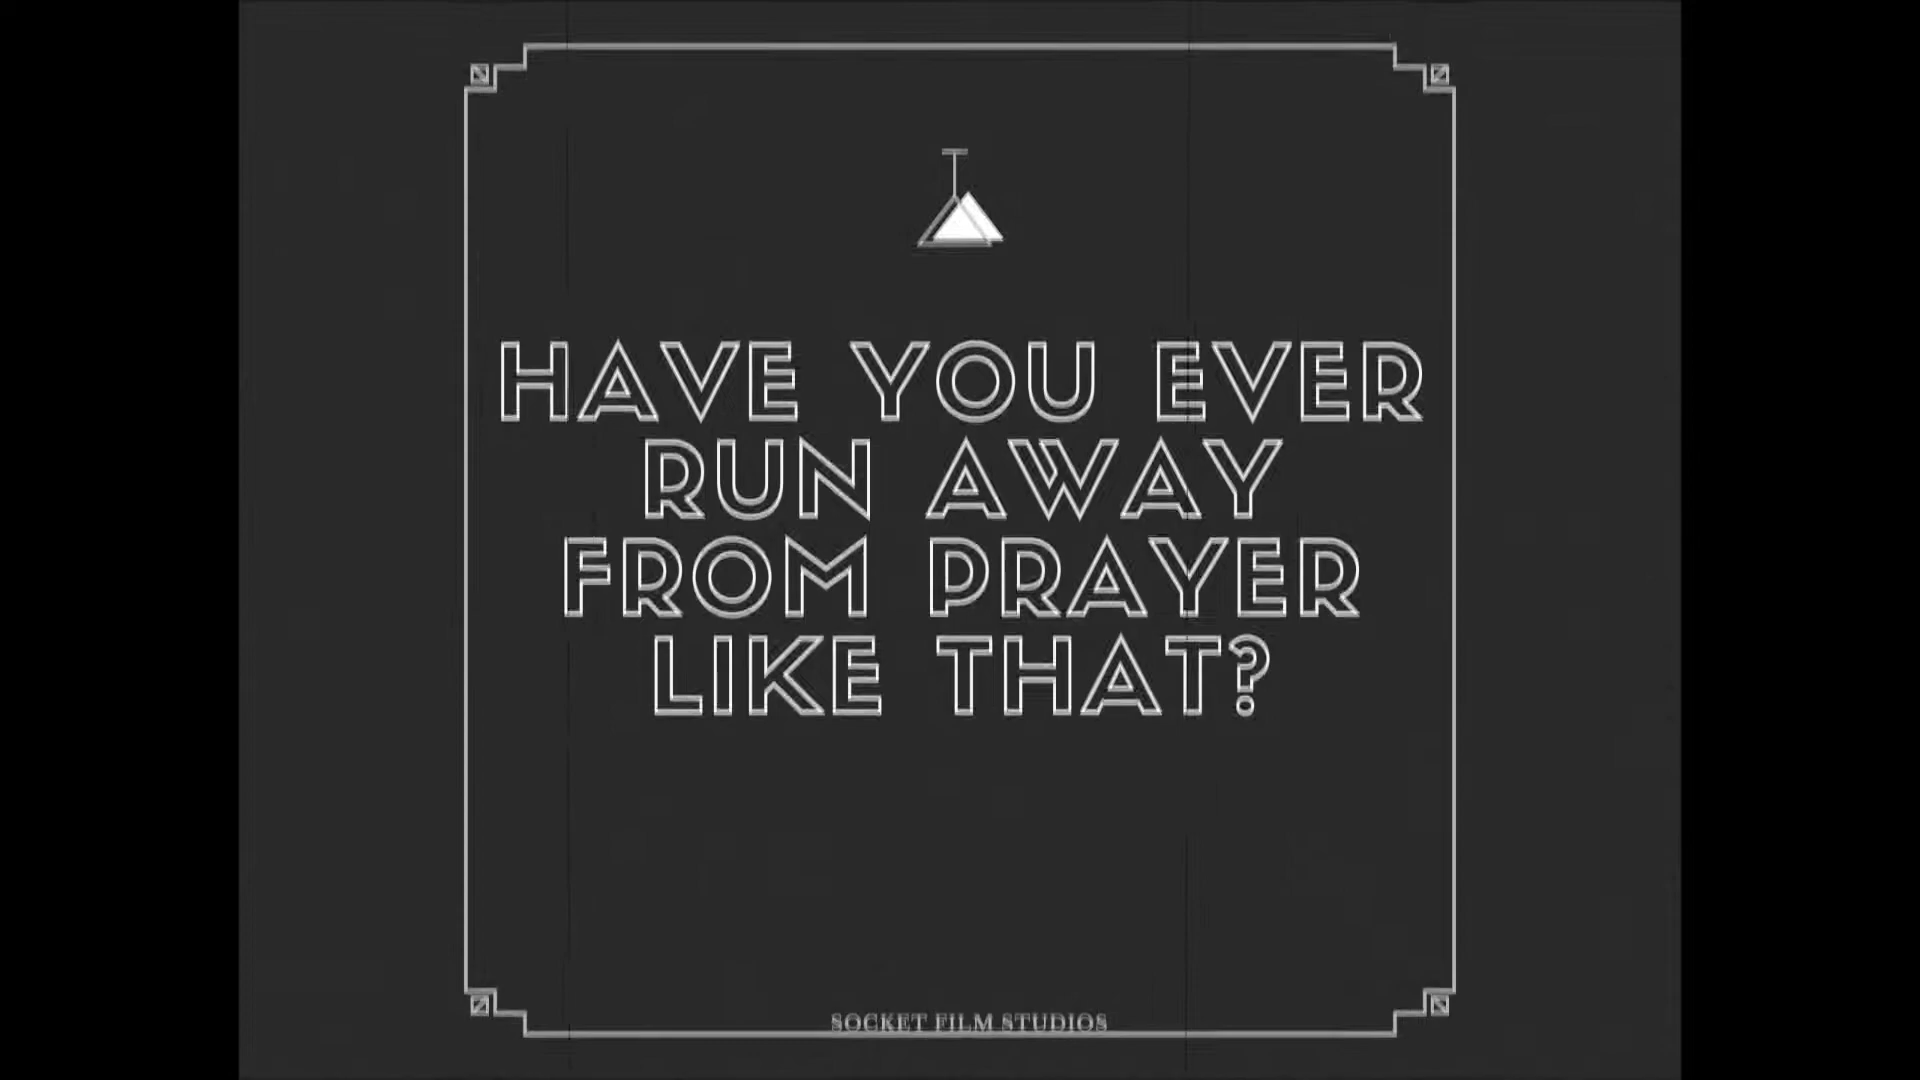 HAVE YOU EVER
RUN AWAY
FROM PRAYER
LIKE THAT?
SOCKET FILM STUDIOS